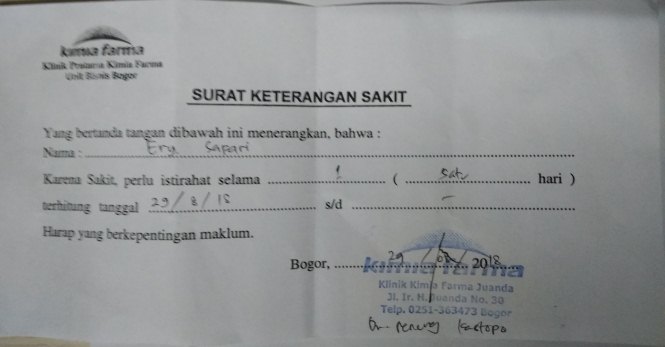 kimia farma
Klinik Pratama Kimia Farma
Unit Bisnis Bogor
SURAT KETERANGAN SAKIT
Yang bertanda tangan dibawah ini menerangkan, bahwa :
Nama : Ery Sapari
Karena Sakit, perlu istirahat selama 1 ( Satu hari )
terhitung tanggal 29/8/18 s/d -
Harap yang berkepentingan maklum.
Bogor, 29/08/2018
kimia farma
Klinik Kimia Farma Juanda
Jl. Ir. H. Juanda No. 30
Telp. 0251-363473 Bogor